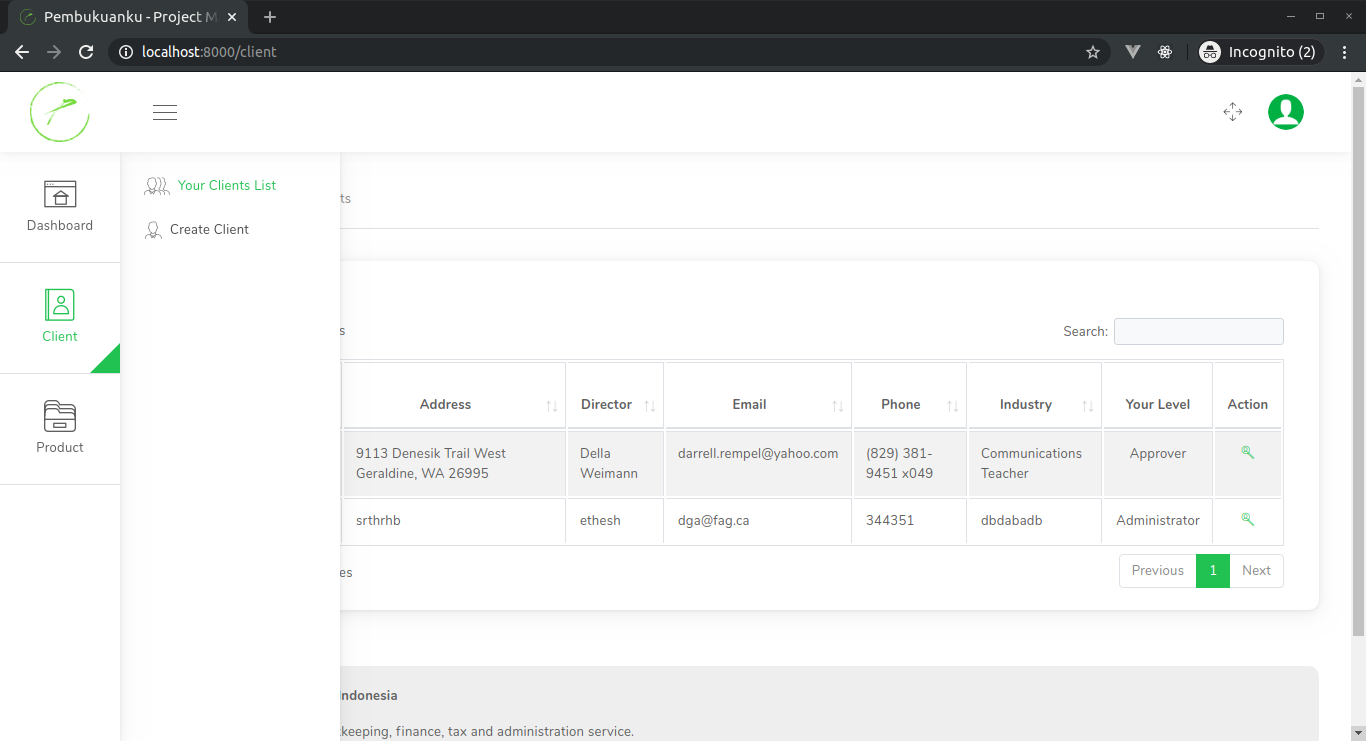 Pembukuanku - Project M
localhost:8000/client
Incognito (2)
Your Clients List
Create Client
Dashboard
Client
Product
ts
s
Search:
Address Director Email Phone Industry Your Level Action
9113 Denesik Trail West Della darrell.rempel@yahoo.com (829) 381- Communications Approver
Geraldine, WA 26995 Weimann 9451 x049 Teacher
srthrhb ethesh dga@fag.ca 344351 dbdabadb Administrator
es
Previous 1 Next
Indonesia
keeping, finance, tax and administration service.